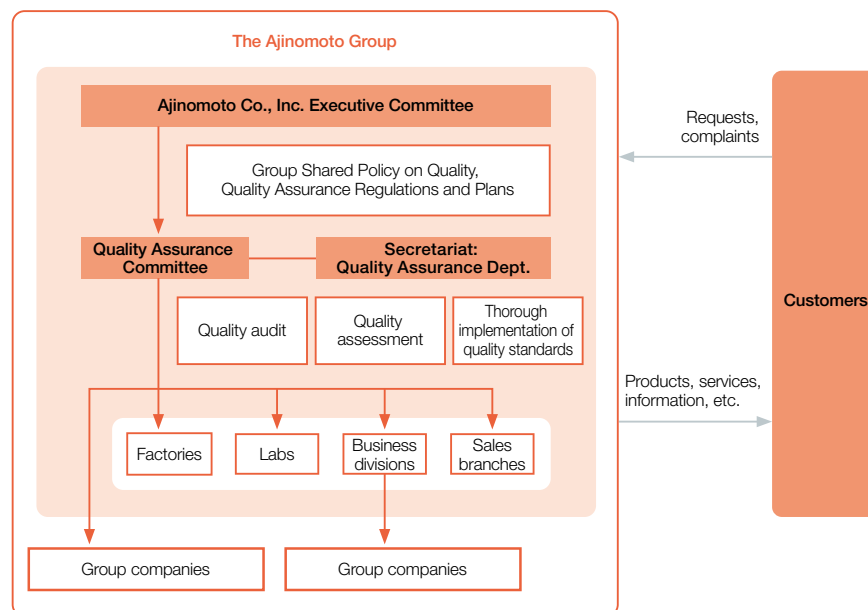 The Ajinomoto Group
Ajinomoto Co., Inc. Executive Committee
Requests,
complaints
Group Shared Policy on Quality,
Quality Assurance Regulations and Plans
Quality Assurance
Committee
Secretariat:
Quality Assurance Dept.
Customers
Quality audit
Quality
assessment
Thorough
implementation of
quality standards
Products, services,
information, etc.
Factories
Labs
Business
divisions
Sales
branches
Group companies
Group companies